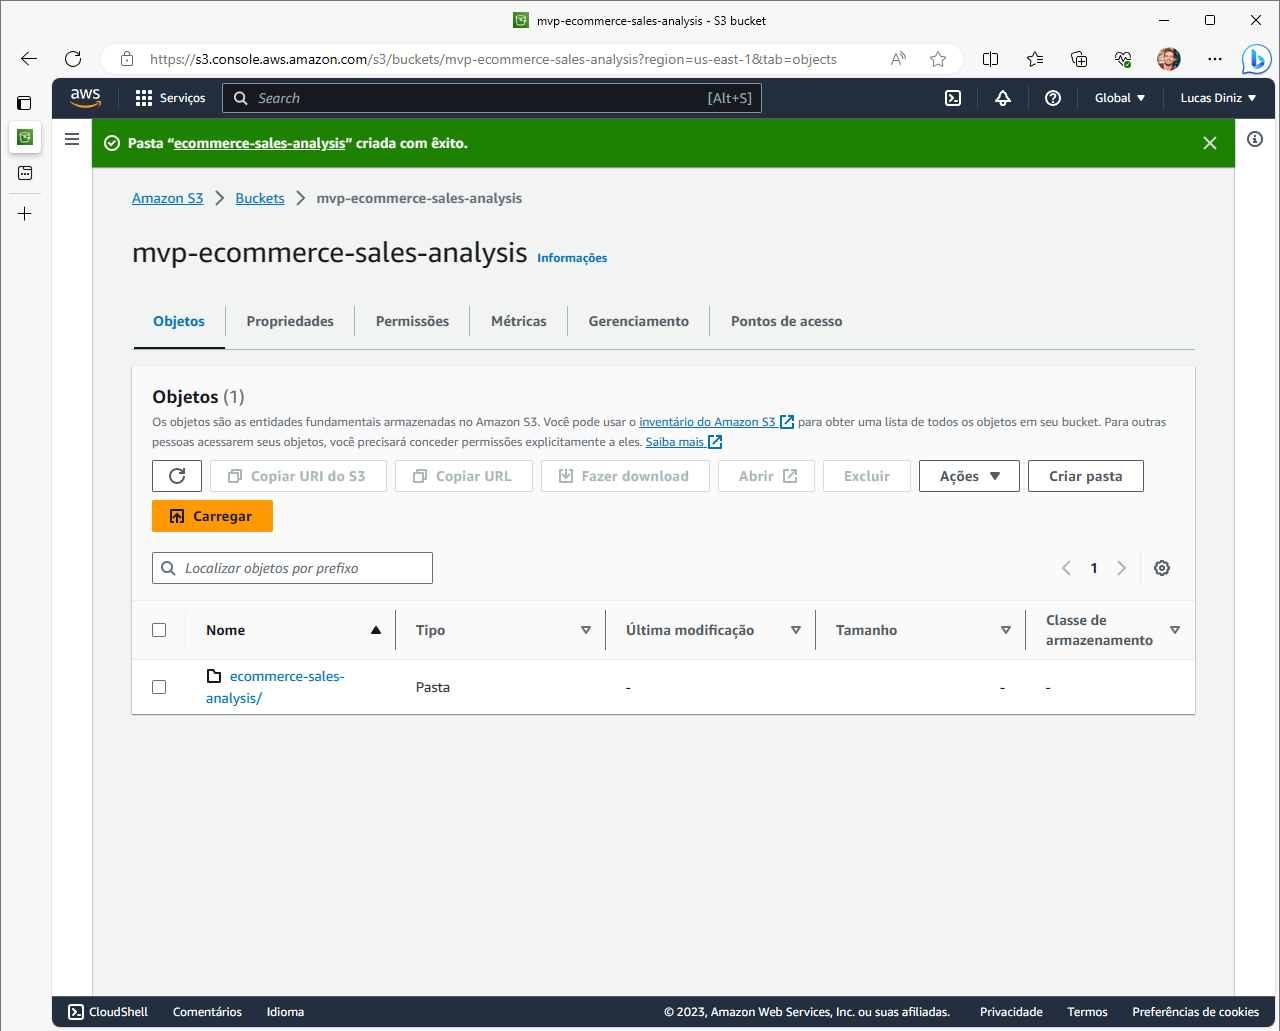 mvp-ecommerce-sales-analysis - S3 bucket
https://s3.console.aws.amazon.com/s3/buckets/mvp-ecommerce-sales-analysis?region=us-east-1&tab=objects
aws
Serviços
Search
[Alt+S]
Global
Lucas Diniz
Pasta “ecommerce-sales-analysis” criada com êxito.
Amazon S3
Buckets
mvp-ecommerce-sales-analysis
mvp-ecommerce-sales-analysis
Informações
Objetos
Propriedades
Permissões
Métricas
Gerenciamento
Pontos de acesso
Objetos (1)
Os objetos são as entidades fundamentais armazenadas no Amazon S3. Você pode usar o inventário do Amazon S3 para obter uma lista de todos os objetos em seu bucket. Para outras
pessoas acessarem seus objetos, você precisará conceder permissões explicitamente a eles. Saiba mais
Copiar URI do S3
Copiar URL
Fazer download
Abrir
Excluir
Ações
Criar pasta
Carregar
Localizar objetos por prefixo
1
Nome
Tipo
Última modificação
Tamanho
Classe de
armazenamento
ecommerce-sales-
analysis/
Pasta
-
-
-
CloudShell
Comentários
Idioma
© 2023, Amazon Web Services, Inc. ou suas afiliadas.
Privacidade
Termos
Preferências de cookies